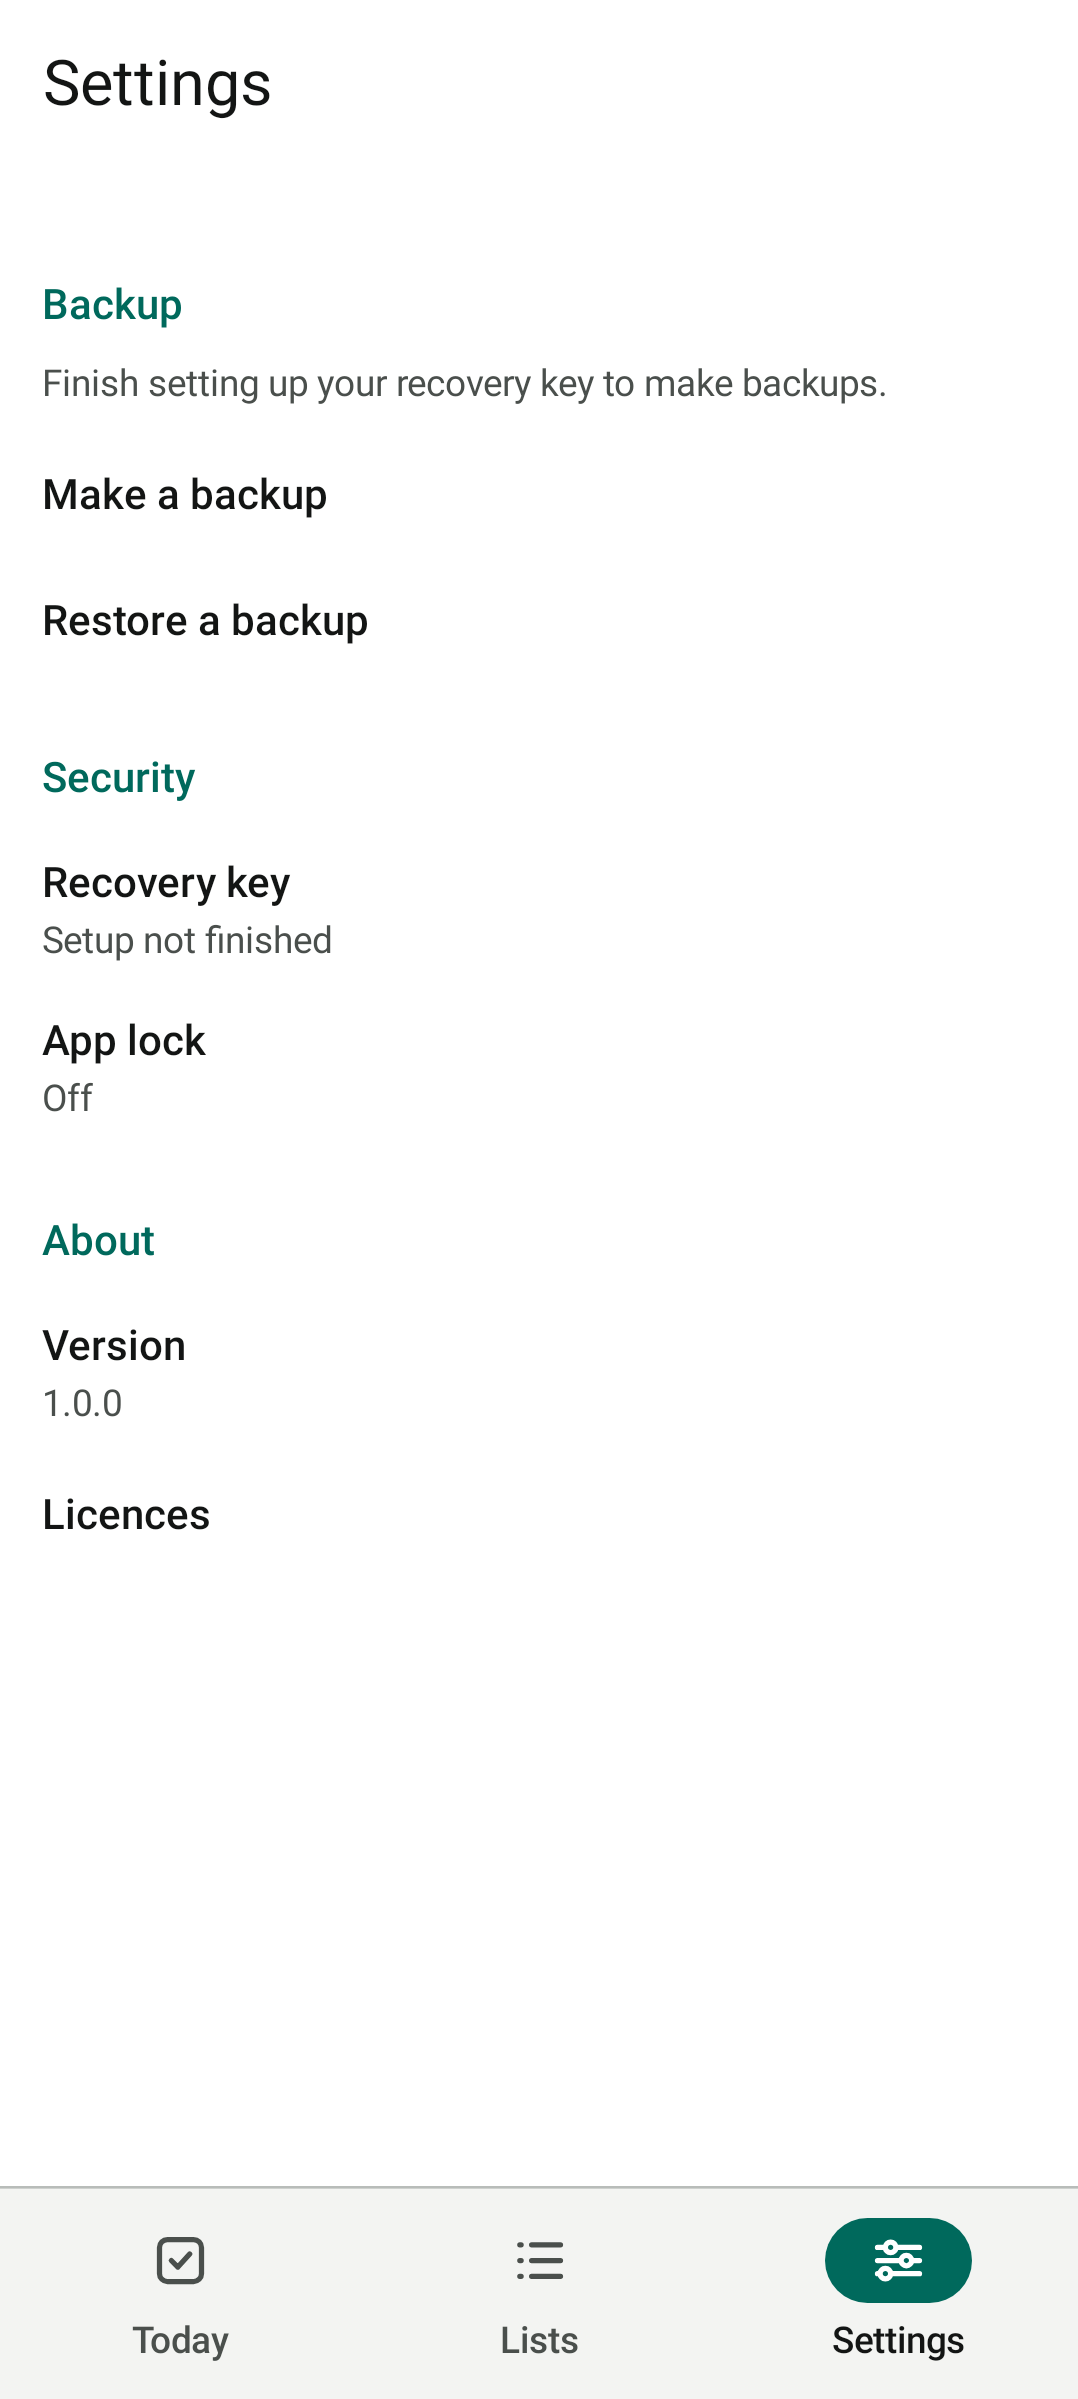 Settings
Backup
Finish setting up your recovery key to make backups.
Make a backup
Restore a backup
Security
Recovery key
Setup not finished
App lock
Off
About
Version
1.0.0
Licences
Today
Lists
Settings